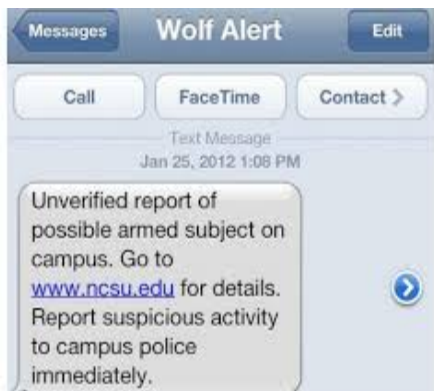 Messages Wolf Alert Edit
Call FaceTime Contact >
Text Message
Jan 25, 2012 1:08 PM
Unverified report of
possible armed subject on
campus. Go to
www.ncsu.edu for details.
Report suspicious activity
to campus police
immediately.